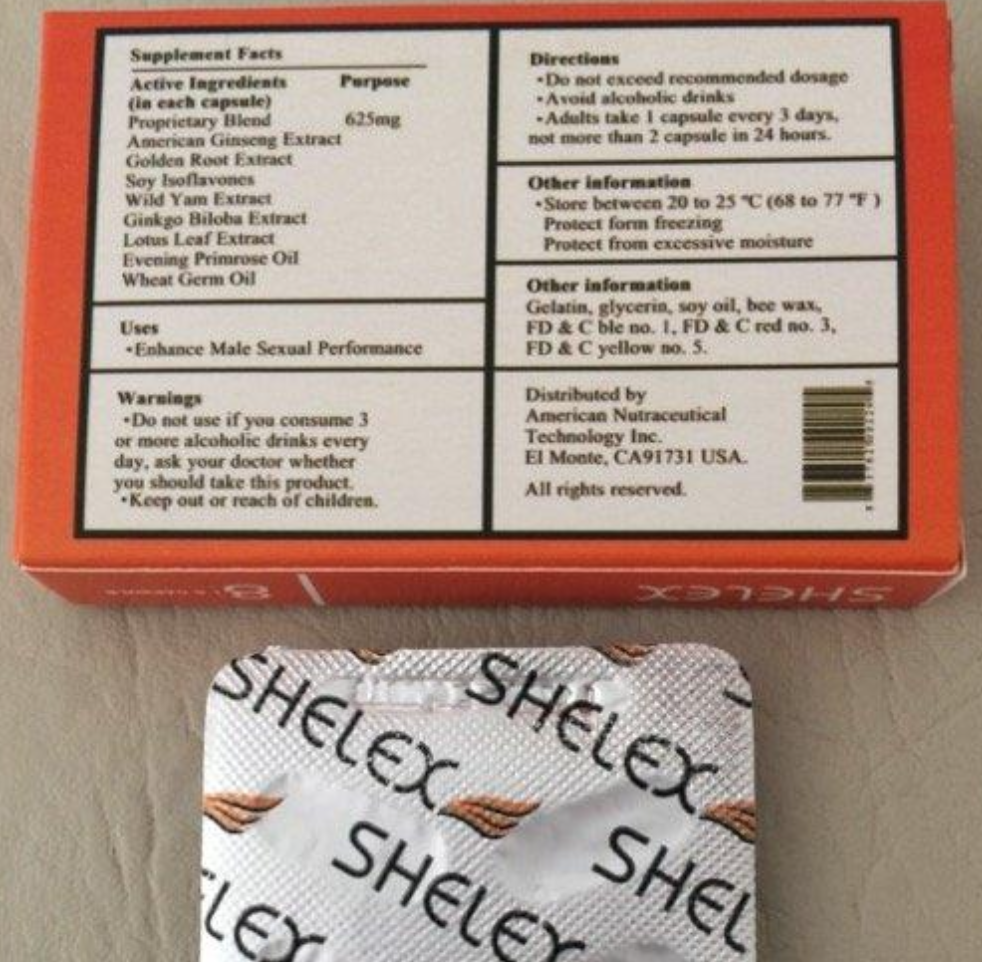 Supplement Facts
Active Ingredients Purpose
(in each capsule)
Proprietary Blend 625mg
American Ginseng Extract
Golden Root Extract
Soy Isoflavones
Wild Yam Extract
Ginkgo Biloba Extract
Lotus Leaf Extract
Evening Primrose Oil
Wheat Germ Oil
Uses
•Enhance Male Sexual Performance
Warnings
•Do not use if you consume 3
or more alcoholic drinks every
day, ask your doctor whether
you should take this product.
•Keep out or reach of children.
Directions
•Do not exceed recommended dosage
•Avoid alcoholic drinks
•Adults take 1 capsule every 3 days,
not more than 2 capsule in 24 hours.
Other information
•Store between 20 to 25 °C (68 to 77 °F )
Protect form freezing
Protect from excessive moisture
Other information
Gelatin, glycerin, soy oil, bee wax,
FD & C ble no. 1, FD & C red no. 3,
FD & C yellow no. 5.
Distributed by
American Nutraceutical
Technology Inc.
El Monte, CA91731 USA.
All rights reserved.
SHELEX
SHELEX
SHELEX
SHELEX
SHEL
LEX